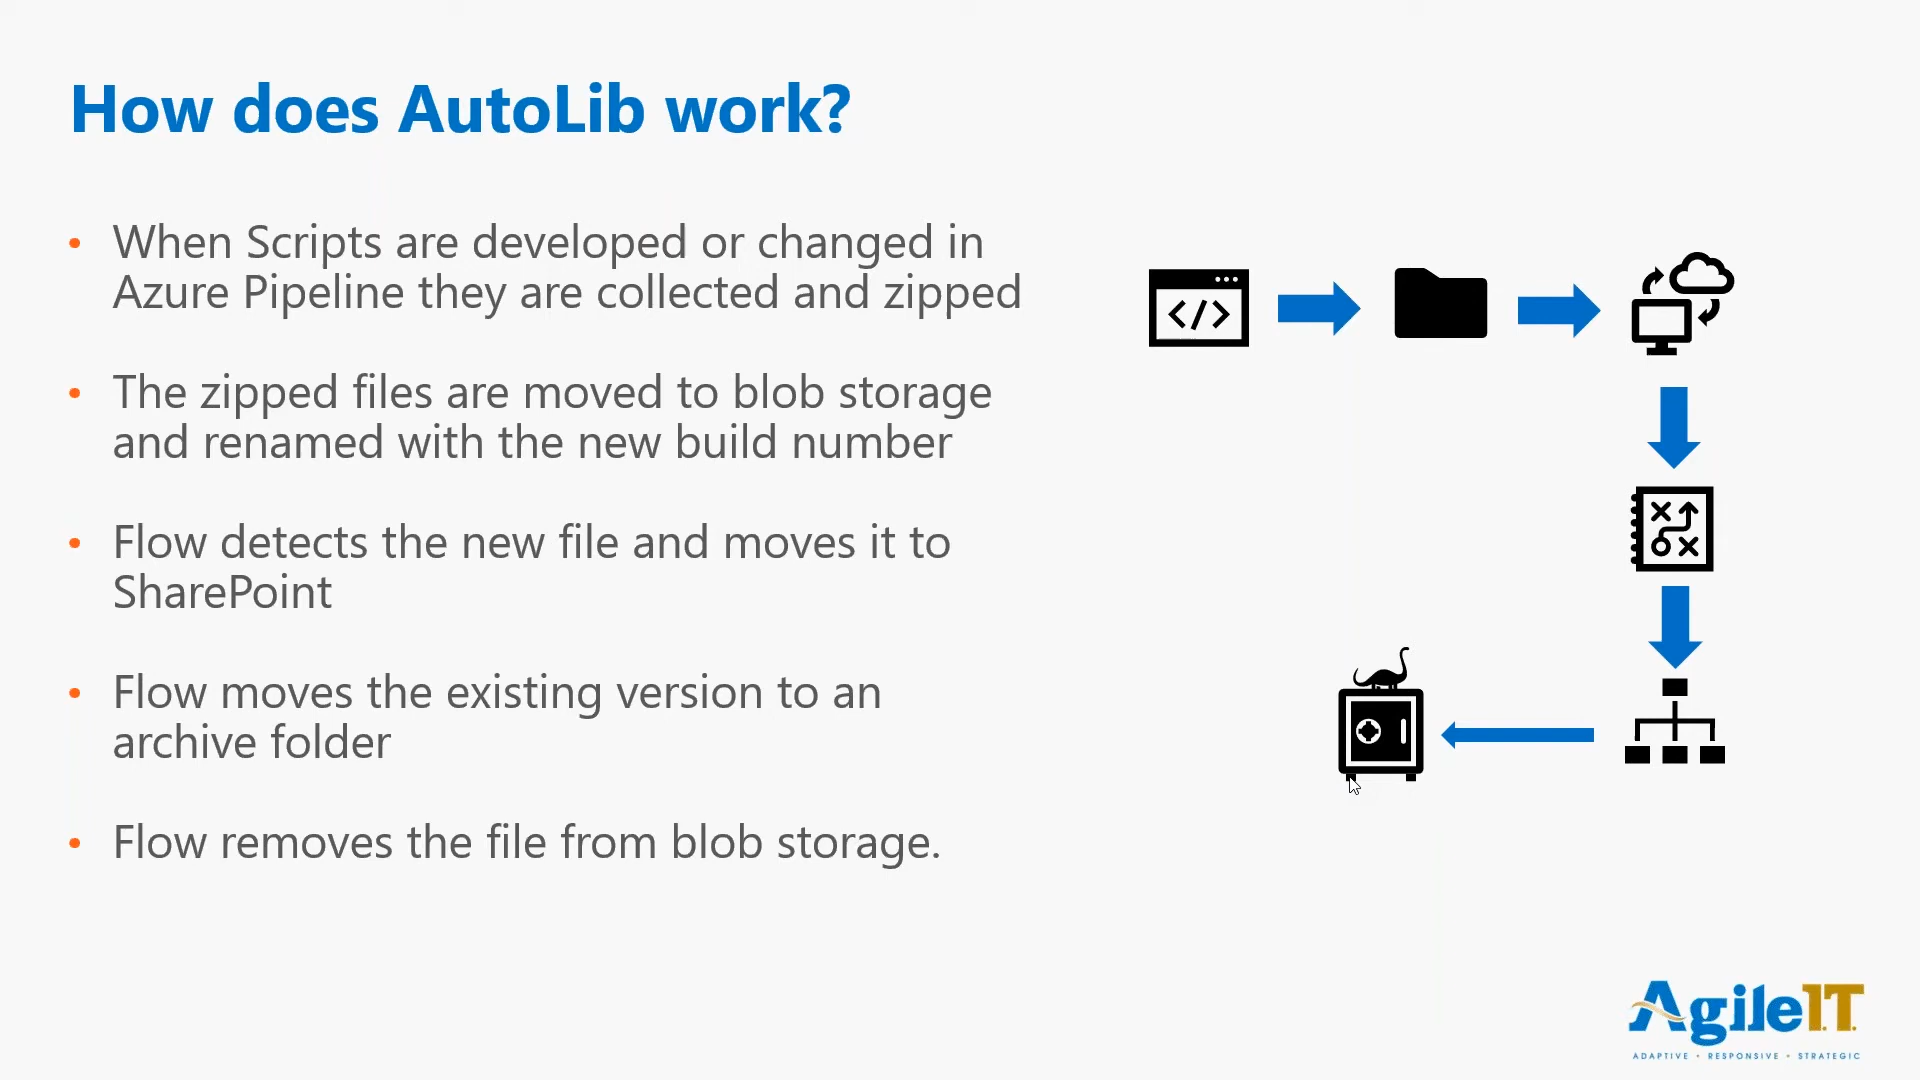 How does AutoLib work?
• When Scripts are developed or changed in
Azure Pipeline they are collected and zipped
• The zipped files are moved to blob storage
and renamed with the new build number
• Flow detects the new file and moves it to
SharePoint
• Flow moves the existing version to an
archive folder
• Flow removes the file from blob storage.
</>
AgileI.T.
ADAPTIVE • RESPONSIVE • STRATEGIC